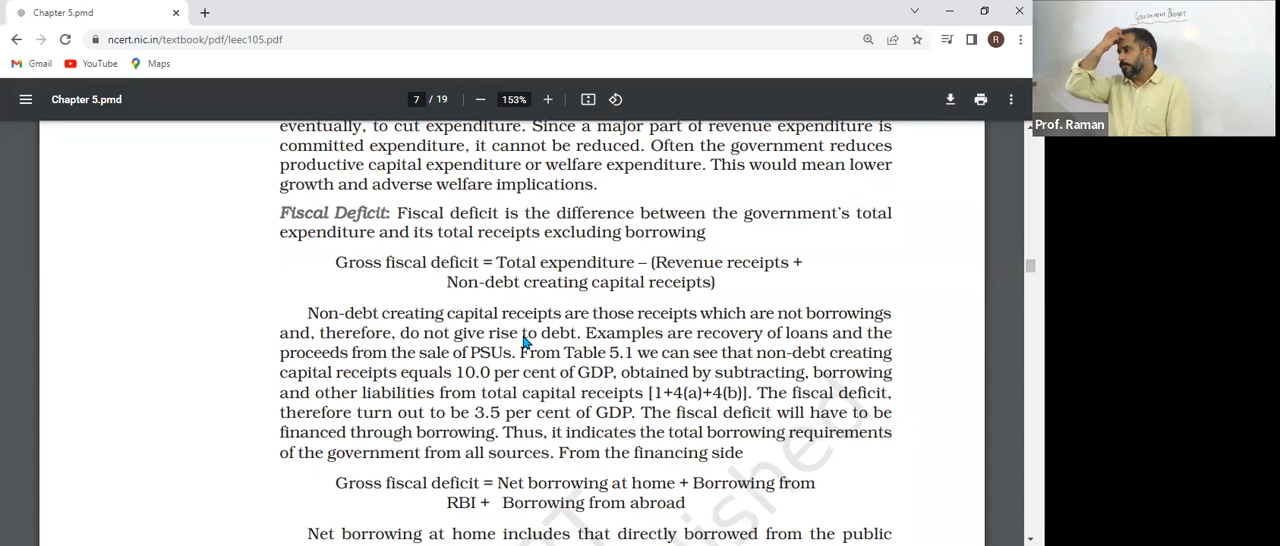 Chapter 5.pmd
ncert.nic.in/textbook/pdf/leec105.pdf
R
Gmail
YouTube
Maps
Chapter 5.pmd
7 / 19
153%
GOVERNMENT BUDGET
Prof. Raman
eventually, to cut expenditure. Since a major part of revenue expenditure is
committed expenditure, it cannot be reduced. Often the government reduces
productive capital expenditure or welfare expenditure. This would mean lower
growth and adverse welfare implications.
Fiscal Deficit: Fiscal deficit is the difference between the government's total
expenditure and its total receipts excluding borrowing
Gross fiscal deficit = Total expenditure – (Revenue receipts +
Non-debt creating capital receipts)
Non-debt creating capital receipts are those receipts which are not borrowings
and, therefore, do not give rise to debt. Examples are recovery of loans and the
proceeds from the sale of PSUs. From Table 5.1 we can see that non-debt creating
capital receipts equals 10.0 per cent of GDP, obtained by subtracting, borrowing
and other liabilities from total capital receipts [1+4(a)+4(b)]. The fiscal deficit,
therefore turn out to be 3.5 per cent of GDP. The fiscal deficit will have to be
financed through borrowing. Thus, it indicates the total borrowing requirements
of the government from all sources. From the financing side
Gross fiscal deficit = Net borrowing at home + Borrowing from
RBI + Borrowing from abroad
Net borrowing at home includes that directly borrowed from the public